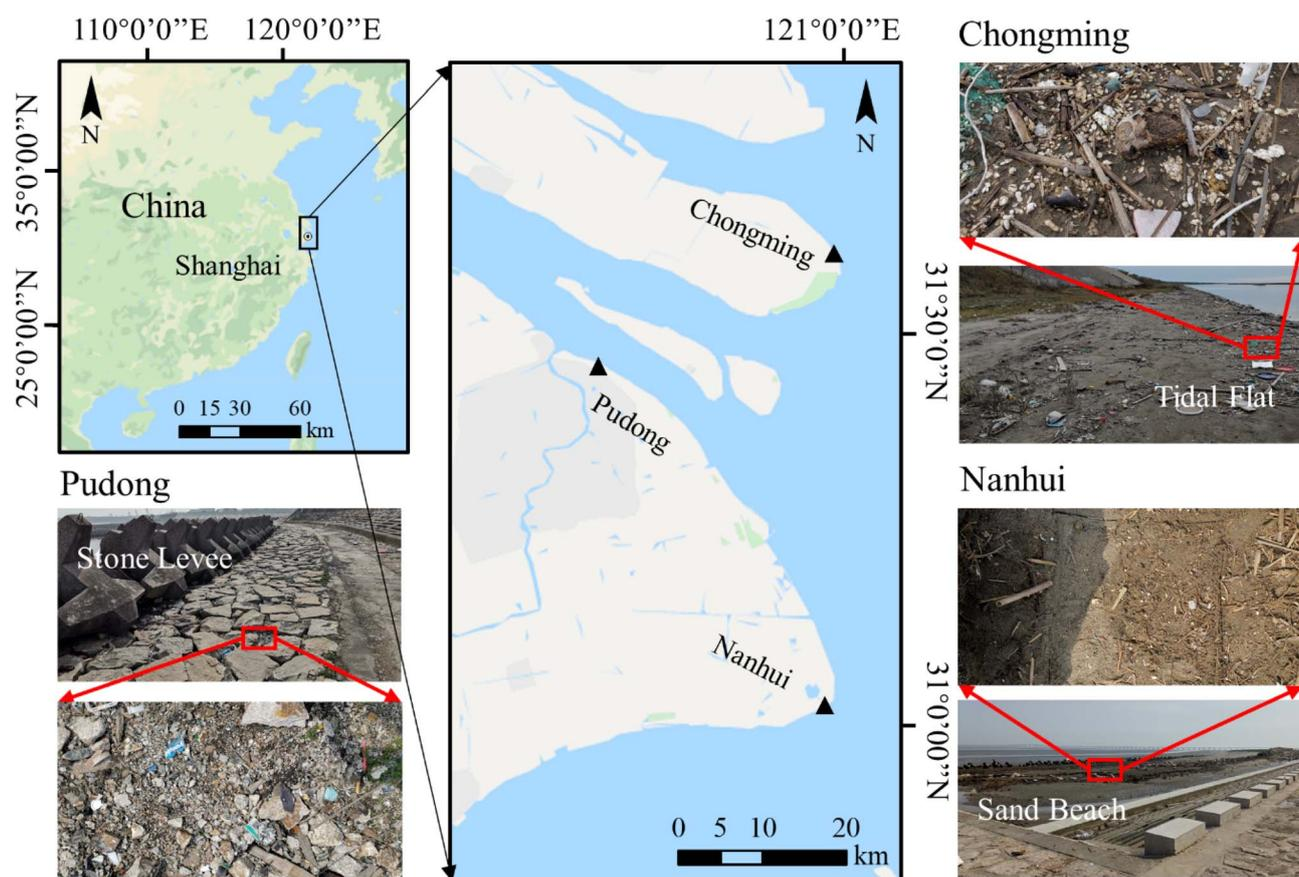 110°0'0”E
120°0'0”E
121°0'0”E
Chongming
N
N
35°0'0”N
25°0'0”N
China
Shanghai
0 15 30 60
km
Chongming
31°30'0”N
Tidal Flat
Pudong
Pudong
Stone Levee
Nanhui
Nanhui
31°0'0”N
Sand Beach
0 5 10 20
km